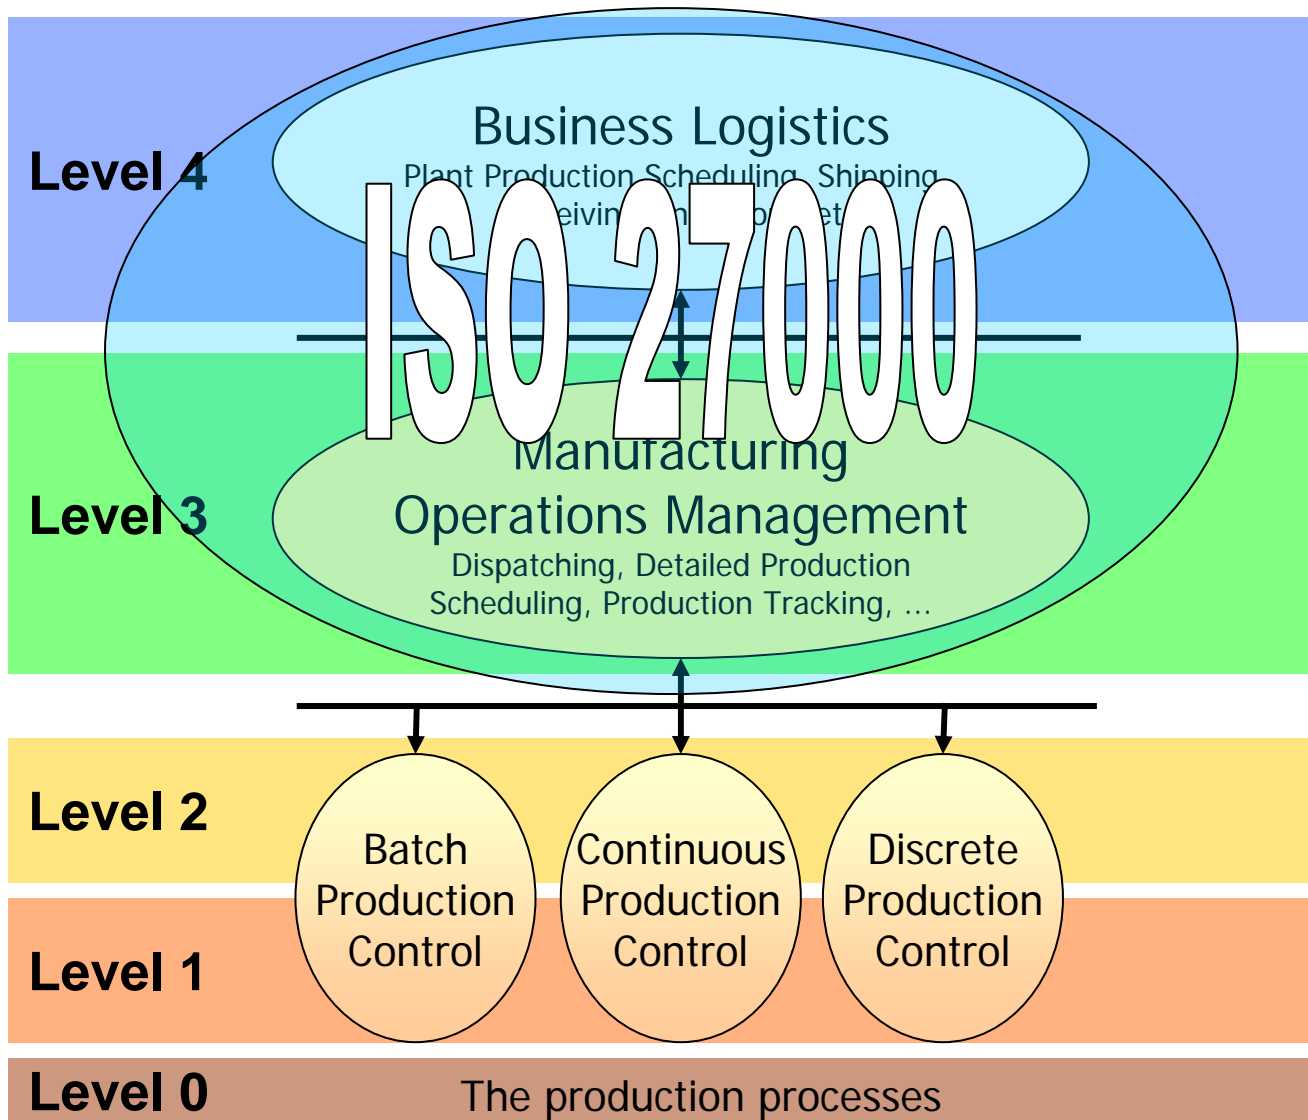 Business Logistics
Level 4
Plant Production Scheduling, Shipping,
ISO 27000
Manufacturing
Level 3
Operations Management
Dispatching, Detailed Production
Scheduling, Production Tracking, ...
Level 2
Batch
Production
Control
Continuous
Production
Control
Discrete
Production
Control
Level 1
Level 0
The production processes